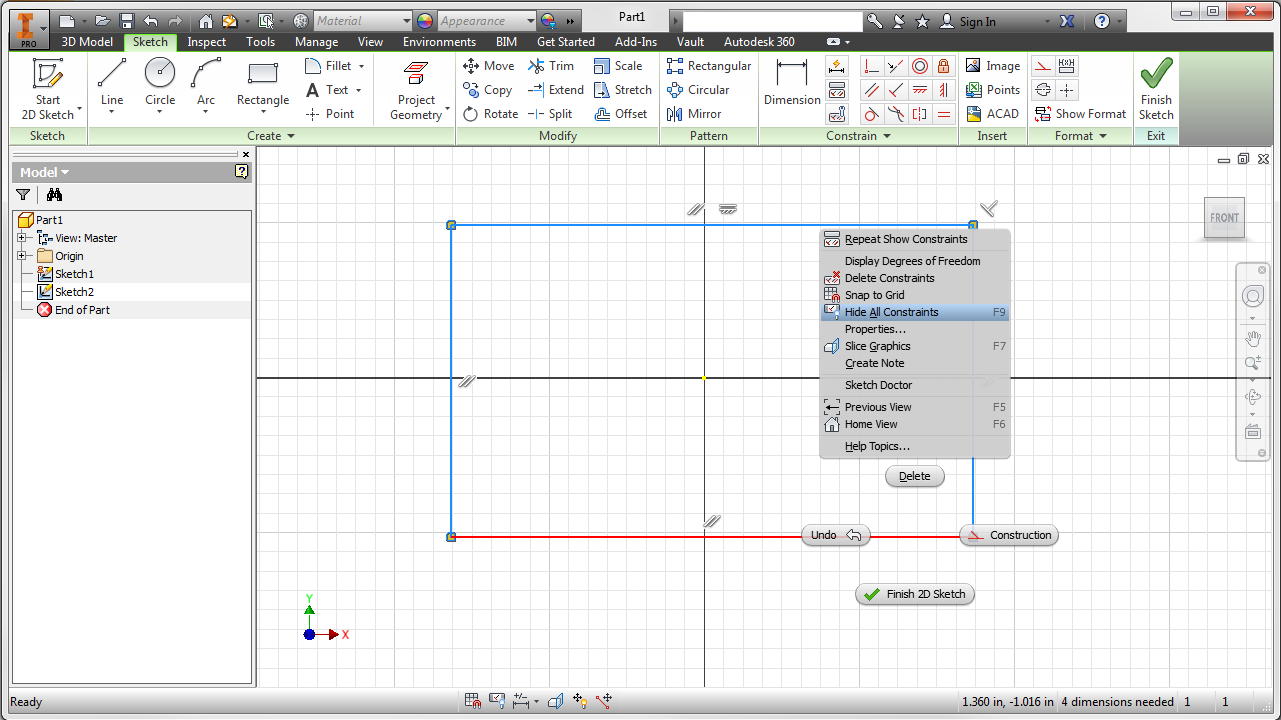 Material
Appearance
Part1
Sign In
PRO
3D Model Sketch Inspect Tools Manage View Environments BIM Get Started Add-Ins Vault Autodesk 360
Start 2D Sketch
Line
Circle
Arc
Rectangle
Fillet
Text
Point
Project Geometry
Move
Copy
Rotate
Trim
Extend
Split
Scale
Stretch
Offset
Rectangular
Circular
Mirror
Dimension
Image
Points
ACAD
Show Format
Finish Sketch
Sketch Create Modify Pattern Constrain Insert Format Exit
Model
Part1
View: Master
Origin
Sketch1
Sketch2
End of Part
FRONT
Repeat Show Constraints
Display Degrees of Freedom
Delete Constraints
Snap to Grid
Hide All Constraints F9
Properties...
Slice Graphics F7
Create Note
Sketch Doctor
Previous View F5
Home View F6
Help Topics...
Delete
Undo
Construction
Finish 2D Sketch
Y
X
Ready
1.360 in, -1.016 in 4 dimensions needed 1 1